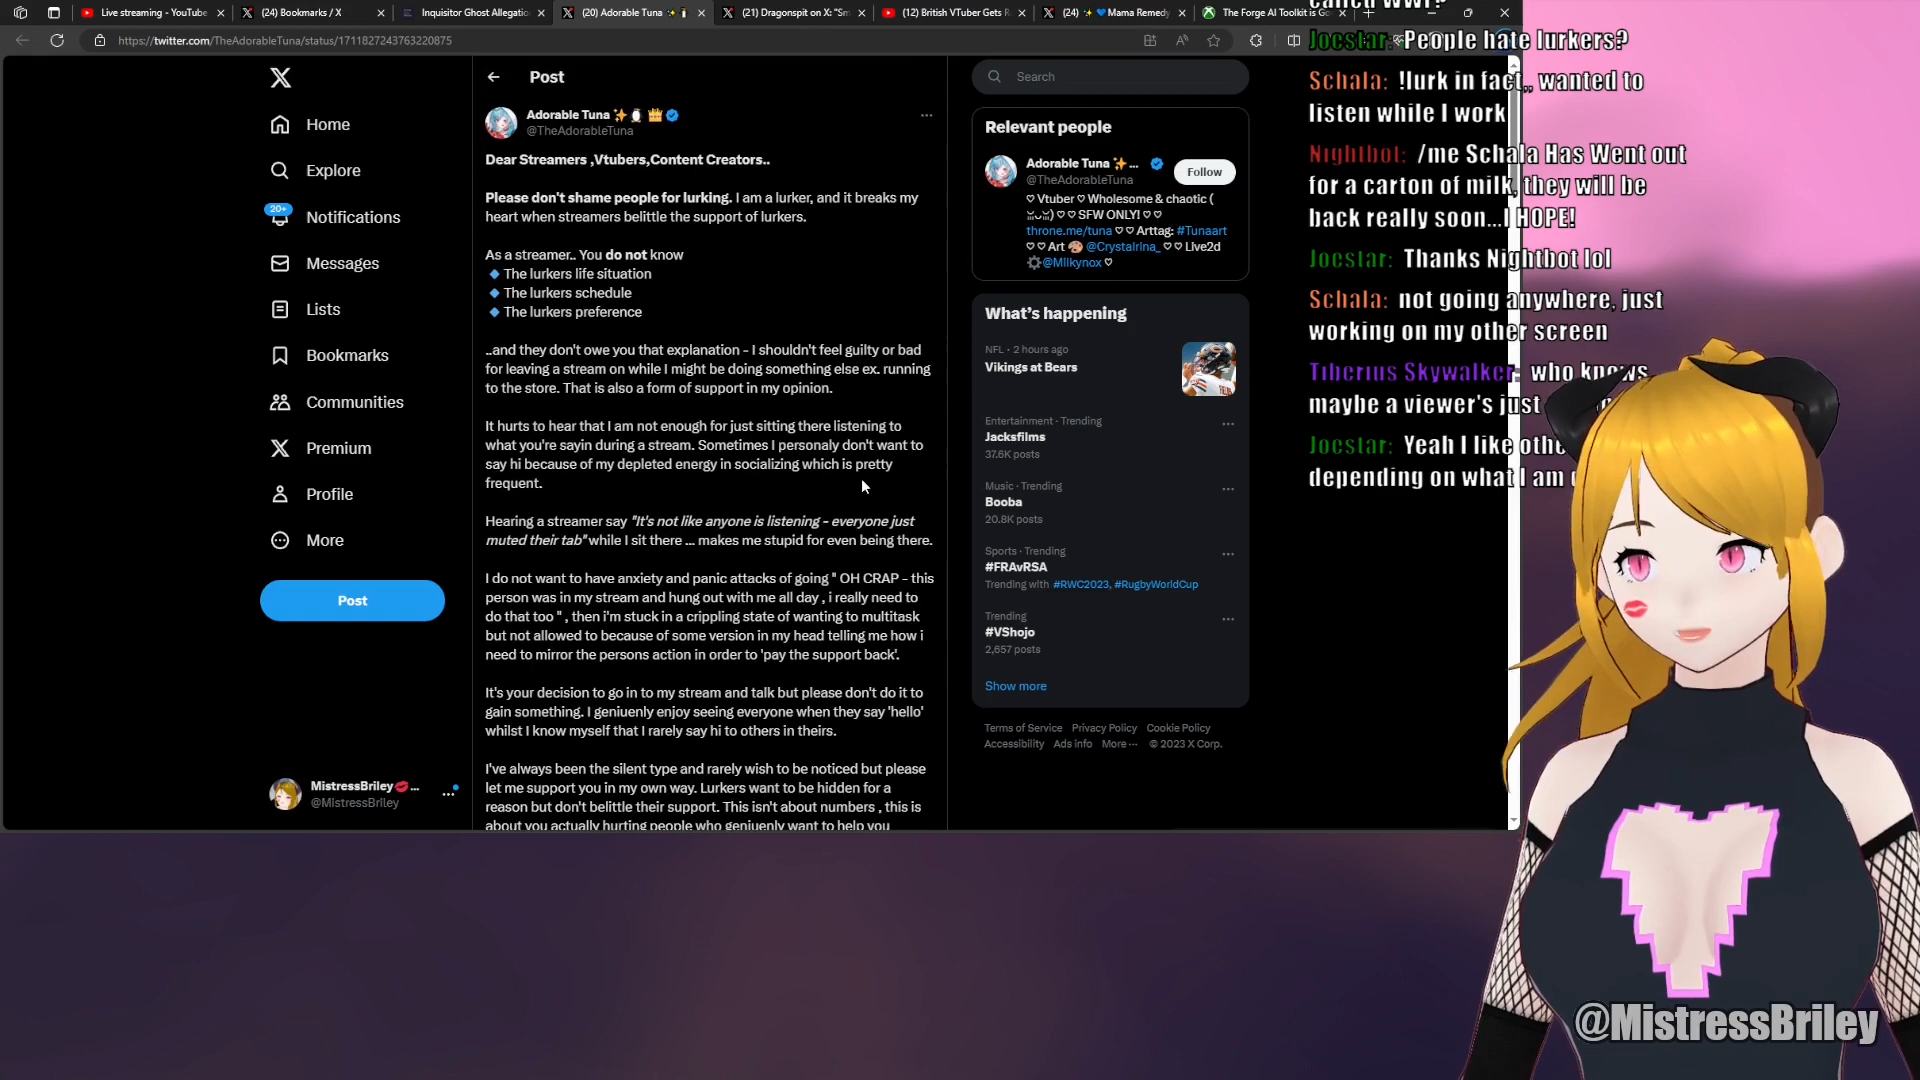 Live streaming - YouTube
(24) Bookmarks / X
Inquisitor Ghost Allegatio
(20) Adorable Tuna
(21) Dragonspit on X: "Sm
(12) British VTuber Gets R
(24) Mama Remedy
The Forge AI Toolkit is G
https://twitter.com/TheAdorableTuna/status/1711827243763220875
Home
Explore
20+
Notifications
Messages
Lists
Bookmarks
Communities
Premium
Profile
More
Post
MistressBriley💋...
@MistressBriley
Post
Adorable Tuna
@TheAdorableTuna
Dear Streamers ,Vtubers,Content Creators..
Please don't shame people for lurking. I am a lurker, and it breaks my
heart when streamers belittle the support of lurkers.
As a streamer.. You do not know
The lurkers life situation
The lurkers schedule
The lurkers preference
..and they don't owe you that explanation - I shouldn't feel guilty or bad
for leaving a stream on while I might be doing something else ex. running
to the store. That is also a form of support in my opinion.
It hurts to hear that I am not enough for just sitting there listening to
what you're sayin during a stream. Sometimes I personaly don't want to
say hi because of my depleted energy in socializing which is pretty
frequent.
Hearing a streamer say "It's not like anyone is listening - everyone just
muted their tab" while I sit there ... makes me stupid for even being there.
I do not want to have anxiety and panic attacks of going " OH CRAP - this
person was in my stream and hung out with me all day , i really need to
do that too " , then i'm stuck in a crippling state of wanting to multitask
but not allowed to because of some version in my head telling me how i
need to mirror the persons action in order to 'pay the support back'.
It's your decision to go in to my stream and talk but please don't do it to
gain something. I geniuenly enjoy seeing everyone when they say 'hello'
whilst I know myself that I rarely say hi to others in theirs.
I've always been the silent type and rarely wish to be noticed but please
let me support you in my own way. Lurkers want to be hidden for a
reason but don't belittle their support. This isn't about numbers , this is
about you actually hurting people who geniuenly want to help you
Search
Relevant people
Adorable Tuna ...
@TheAdorableTuna
Follow
♡ Vtuber ♡ Wholesome & chaotic (
♡ ♡ SFW ONLY! ♡ ♡
throne.me/tuna ♡ ♡ Arttag: #Tunaart
♡ ♡ Art @CrystalrIna_ ♡ ♡ Live2d
@Milkynox ♡
What's happening
NFL · 2 hours ago
Vikings at Bears
Entertainment · Trending
Jacksfilms
37.6K posts
Music · Trending
Booba
20.8K posts
Sports · Trending
#FRAvRSA
Trending with #RWC2023, #RugbyWorldCup
Trending
#VShojo
2,657 posts
Show more
Terms of Service Privacy Policy Cookie Policy
Accessibility Ads info More ··· © 2023 X Corp.
called WWI?
Joestar: People hate lurkers?
Schala: !lurk in fact,, wanted to
listen while I work
Nightbot: /me Schala Has Went out
for a carton of milk, they will be
back really soon...I HOPE!
Joestar: Thanks Nightbot lol
Schala: not going anywhere, just
working on my other screen
Tiberius Skywalker: who knows
maybe a viewer's just
Joestar: Yeah I like
depending on what I am
@MistressBriley